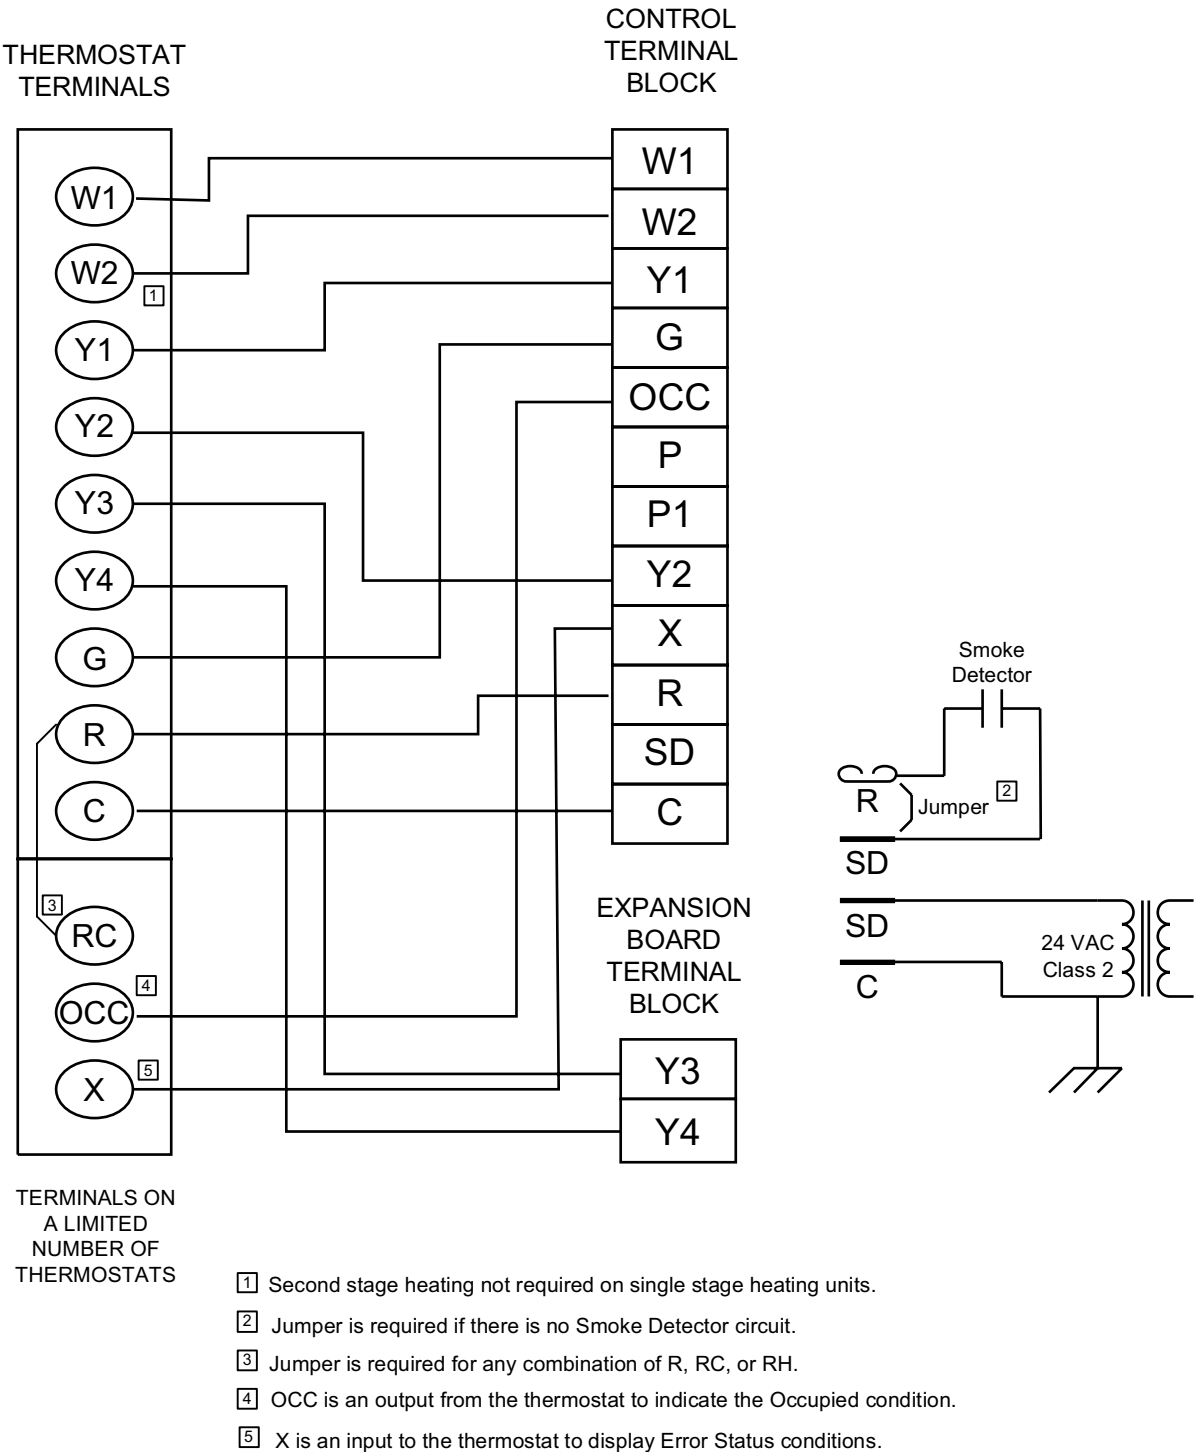 THERMOSTAT
TERMINALS
W1
W2
1
Y1
Y2
Y3
Y4
G
R
C
3
RC
4
OCC
5
X
TERMINALS ON
A LIMITED
NUMBER OF
THERMOSTATS
CONTROL
TERMINAL
BLOCK
W1
W2
Y1
G
OCC
P
P1
Y2
X
R
SD
C
EXPANSION
BOARD
TERMINAL
BLOCK
Y3
Y4
Smoke
Detector
R
Jumper 2
SD
SD
24 VAC
Class 2
C
1 Second stage heating not required on single stage heating units.
2 Jumper is required if there is no Smoke Detector circuit.
3 Jumper is required for any combination of R, RC, or RH.
4 OCC is an output from the thermostat to indicate the Occupied condition.
5 X is an input to the thermostat to display Error Status conditions.